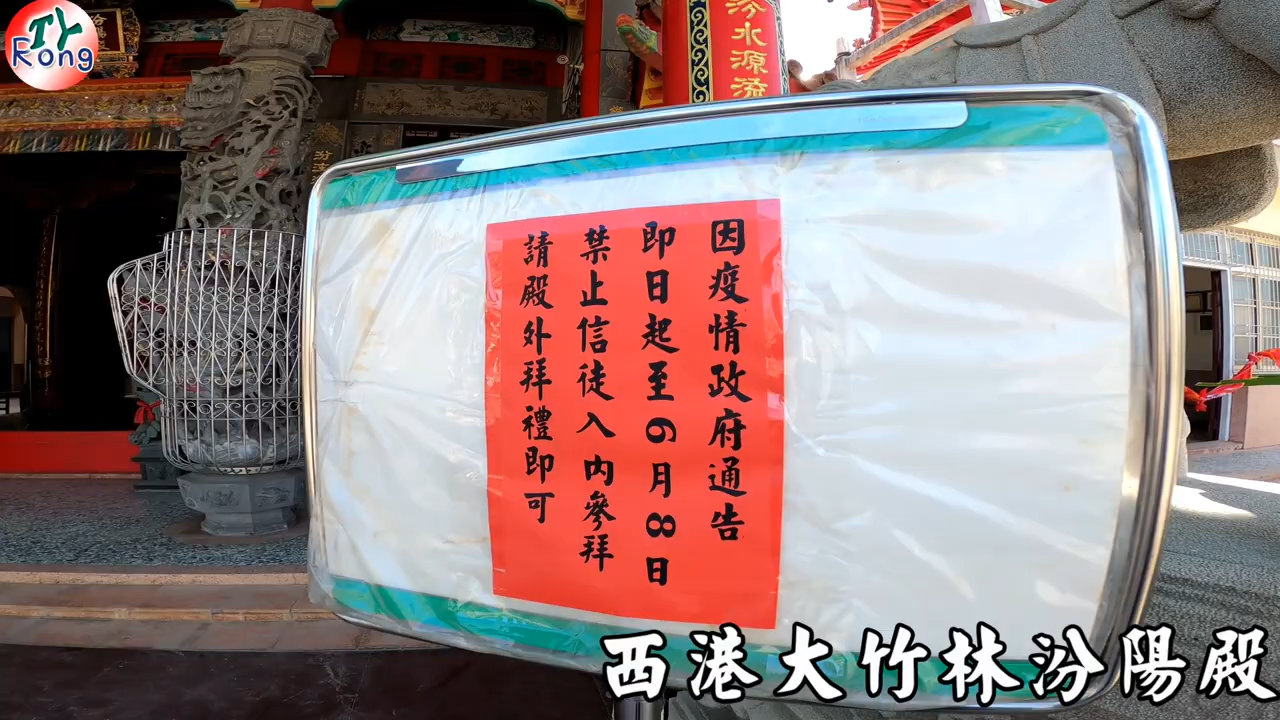 TY
Rong
汾水源流
因疫情政府通告
即日起至6月8日
禁止信徒入內參拜
請殿外拜禮即可
西港大竹林汾陽殿